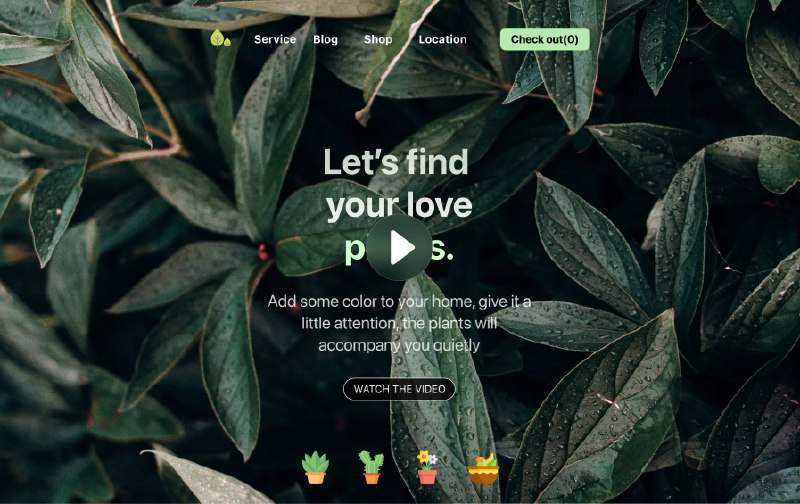 Service Blog Shop Location Check out(0)
Let's find
your love
Add some color to your home, give it a
little attention, the plants will
accompany you quietly
WATCH THE VIDEO